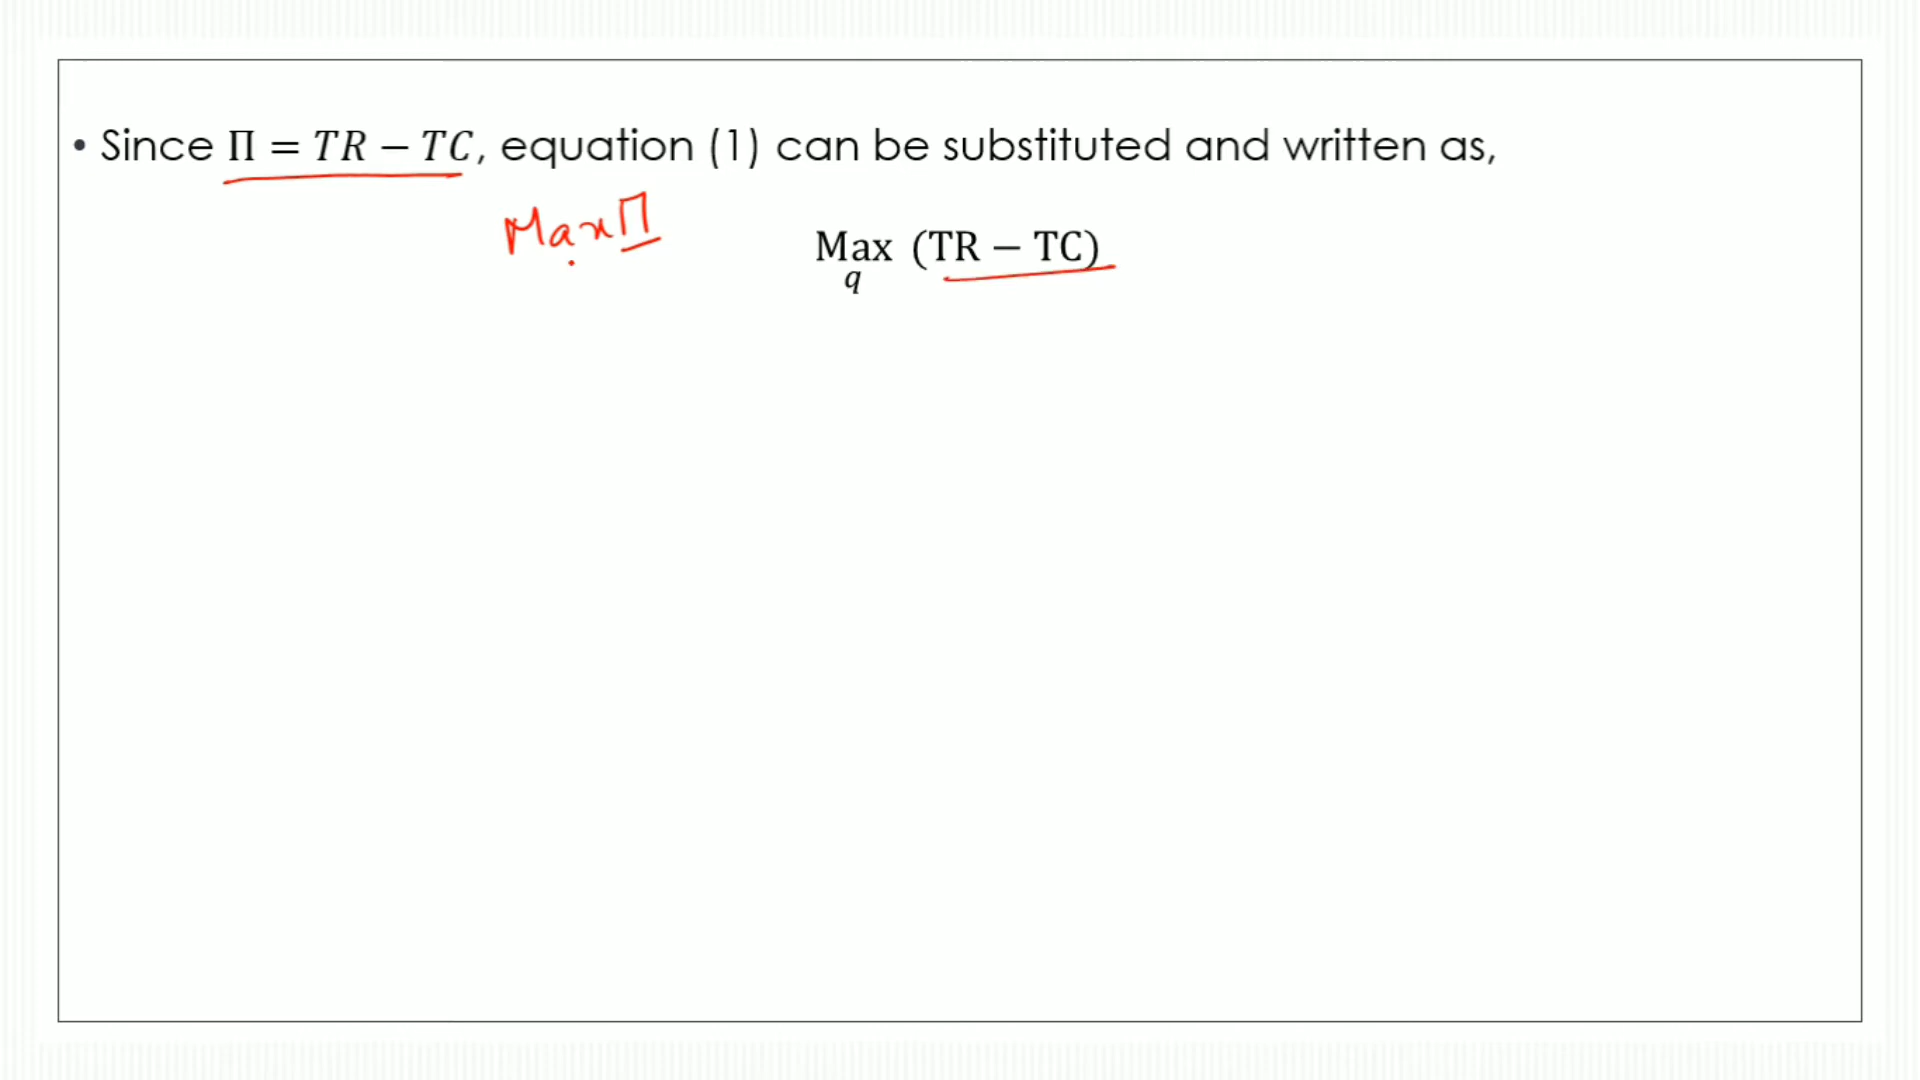 • Since Π = TR − TC, equation (1) can be substituted and written as,
Max Π
Max (TR − TC)
q